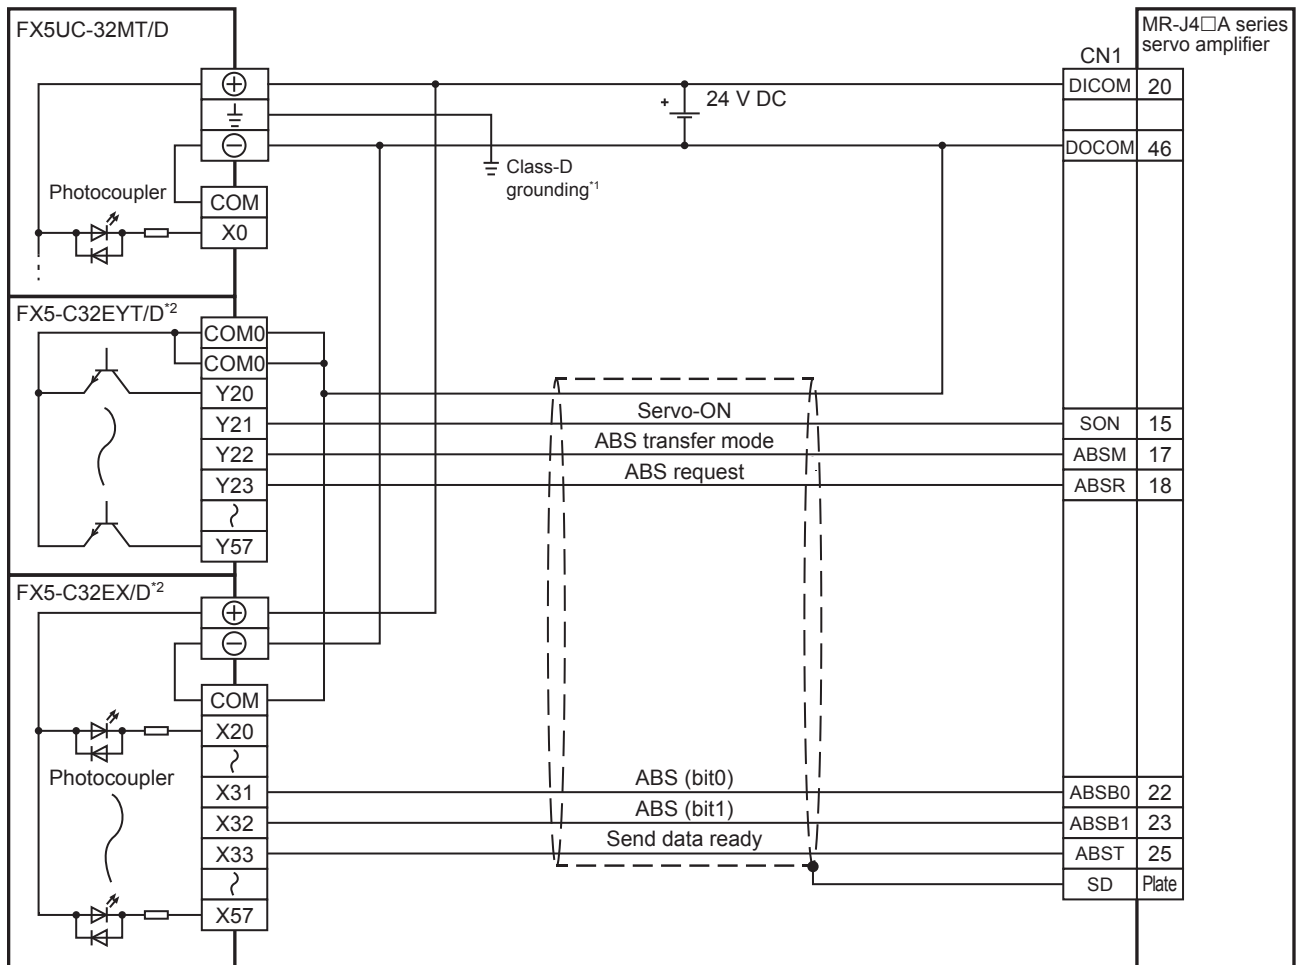 FX5UC-32MT/D
MR-J4□A series
servo amplifier
CN1
DICOM 20
24 V DC
+
DOCOM 46
Class-D
grounding*1
Photocoupler
COM
X0
FX5-C32EYT/D*2
COM0
COM0
Y20
Y21
Servo-ON
SON 15
Y22
ABS transfer mode
ABSM 17
Y23
ABS request
ABSR 18
Y57
FX5-C32EX/D*2
COM
X20
Photocoupler
X31
ABS (bit0)
ABSB0 22
X32
ABS (bit1)
ABSB1 23
X33
Send data ready
ABST 25
SD Plate
X57